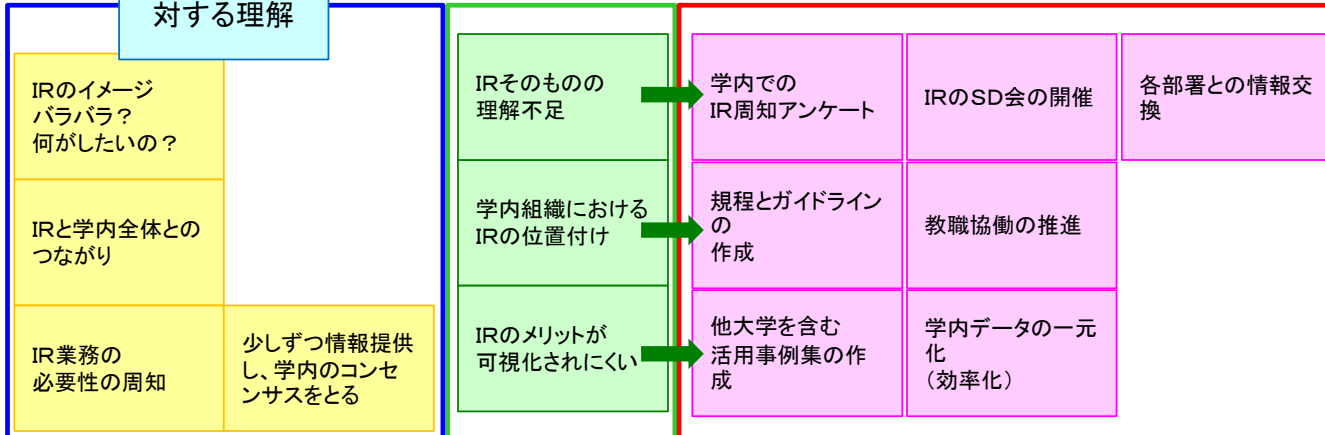 対する理解
IRのイメージ
バラバラ？
何がしたいの？
IRと学内全体との
つながり
IR業務の
必要性の周知
少しずつ情報提供
し、学内のコンセ
ンサスをとる
IRそのものの
理解不足
学内組織における
IRの位置付け
IRのメリットが
可視化されにくい
学内での
IR周知アンケート
IRのSD会の開催
各部署との情報交
換
規程とガイドライン
の
作成
教職協働の推進
他大学を含む
活用事例集の作
成
学内データの一元
化
（効率化）